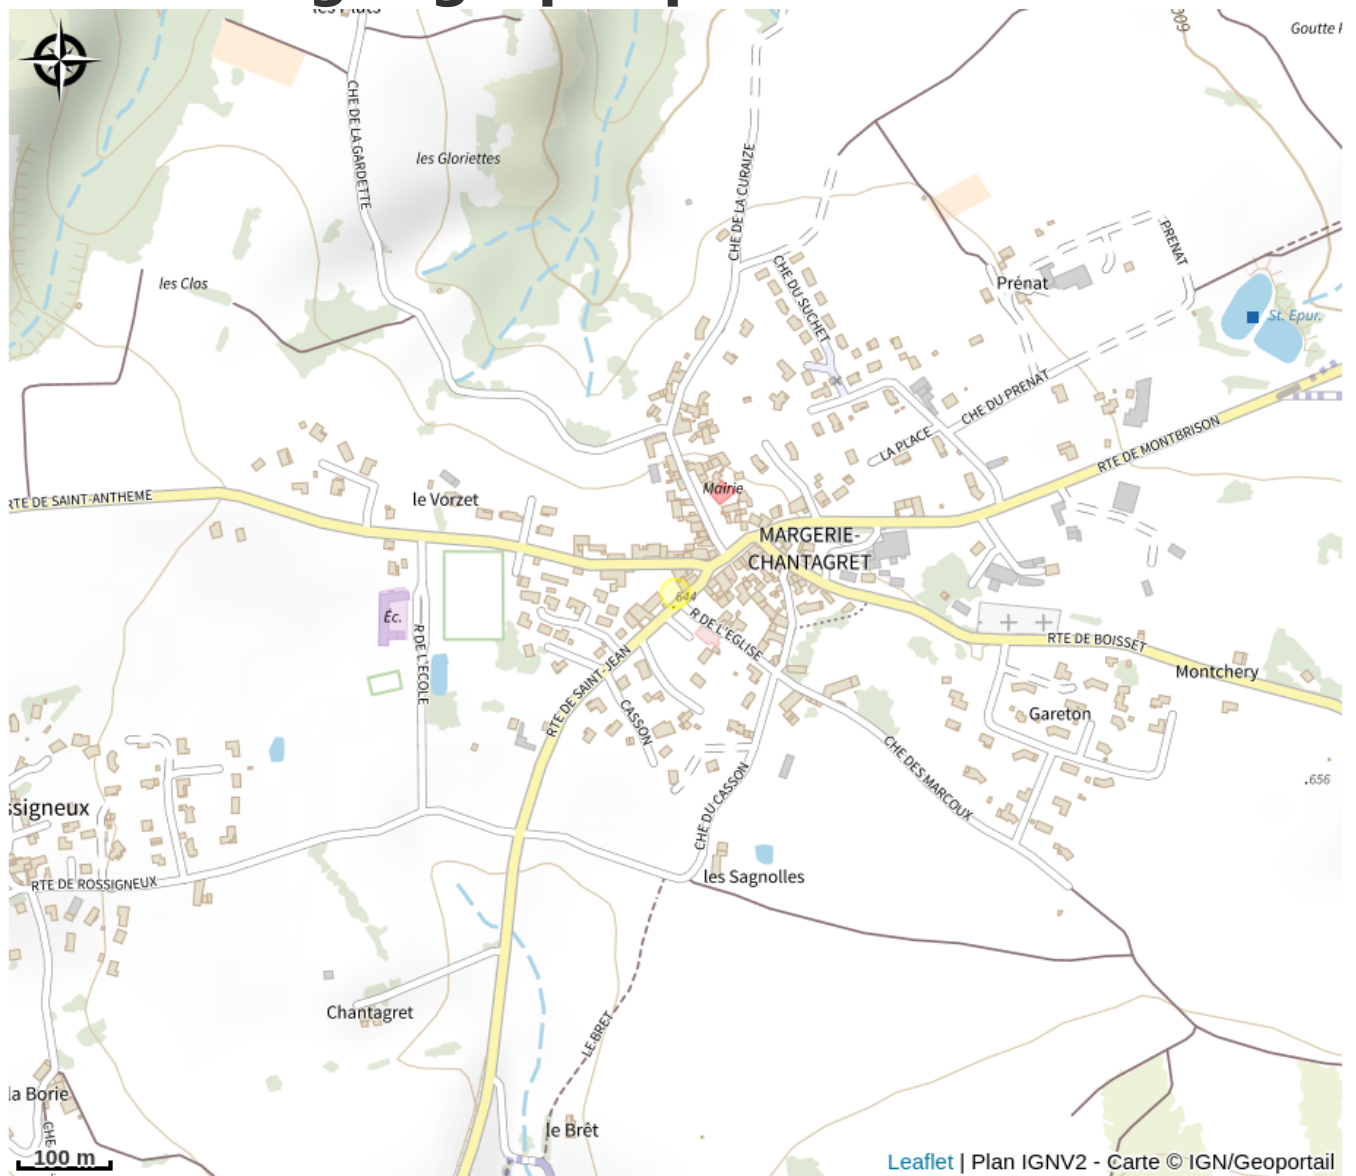 Goutte
CHE DE LA GARDETTE
les Gloriettes
CHE DE LA CURAIZE
PRENAT
les Clos
CHE DU SUCHET
Prénat
St. Epur.
CHE DU PRENAT
LA PLACE
RTE DE MONTBRISON
RTE DE SAINT-ANTHEME
le Vorzet
Mairie
MARGERIE-
CHANTAGRET
644
Éc.
R DE L'EGLISE
R DE L'ECOLE
RTE DE BOISSET
RTE DE SAINT-JEAN
Montchery
CASSON
Gareton
CHE DES MARCOUX
CHE DU CASSON
656
ssigneux
les Sagnolles
RTE DE ROSSIGNEUX
Chantagret
LE BRET
la Borie
CHE
le Brêt
100 m
Leaflet | Plan IGNV2 - Carte © IGN/Geoportail